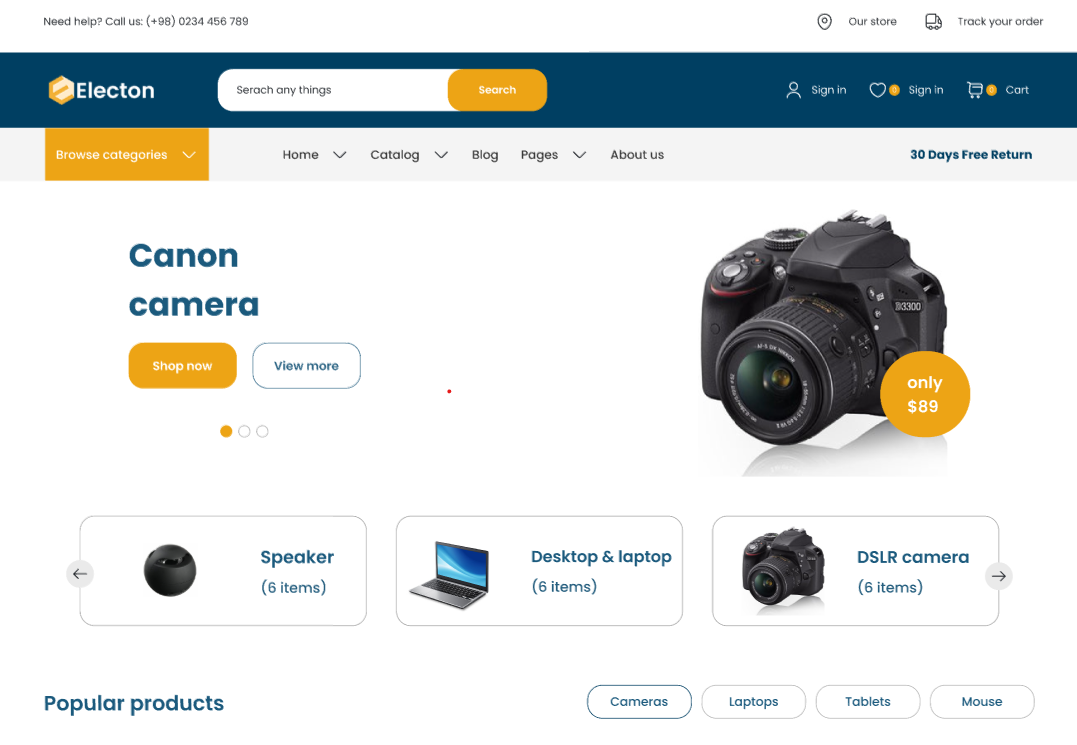 Need help? Call us: (+98) 0234 456 789
Our store
Track your order
Electon
Serach any things
Search
Sign in
0
Sign in
0
Cart
Browse categories
Home
Catalog
Blog
Pages
About us
30 Days Free Return
Canon
camera
Shop now
View more
D3300
only
$89
Speaker
(6 items)
Desktop & laptop
(6 items)
DSLR camera
(6 items)
Popular products
Cameras
Laptops
Tablets
Mouse